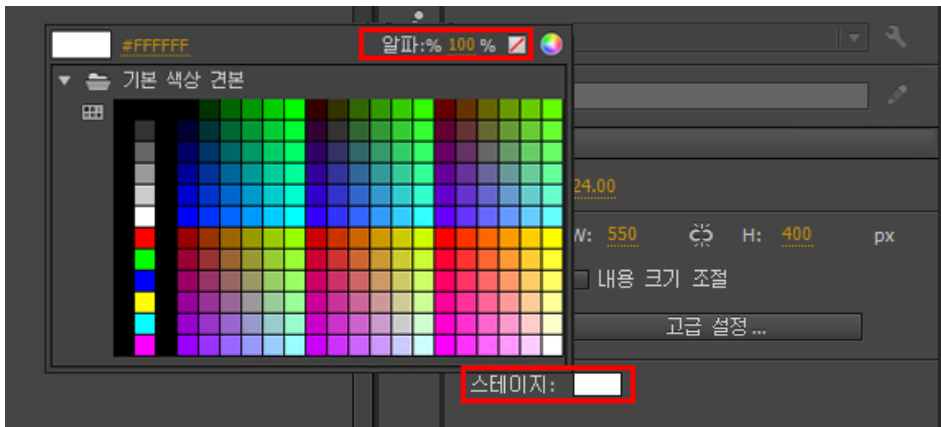 #FFFFFF 알파:% 100 %
기본 색상 견본
24.00
W: 550 H: 400 px
내용 크기 조절
고급 설정...
스테이지: